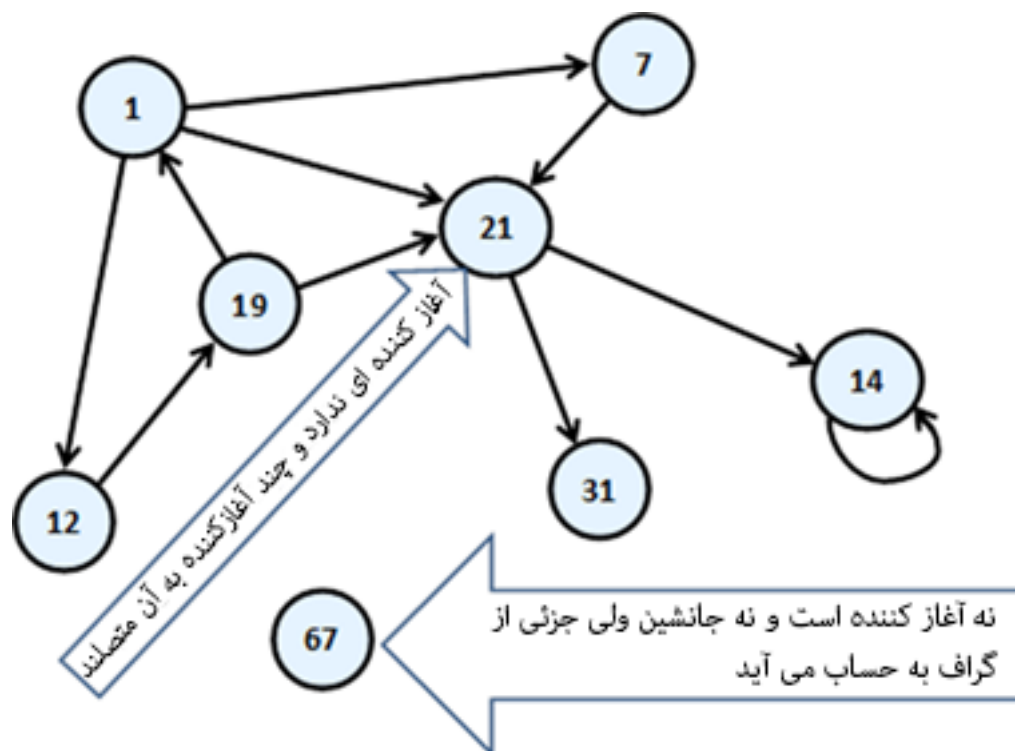 7
1
21
19
14
31
12
آغاز کننده ای ندارد و چند آغازکننده به آن متصلند
67
نه آغاز کننده است و نه جانشین ولی جزئی از
گراف به حساب می آید